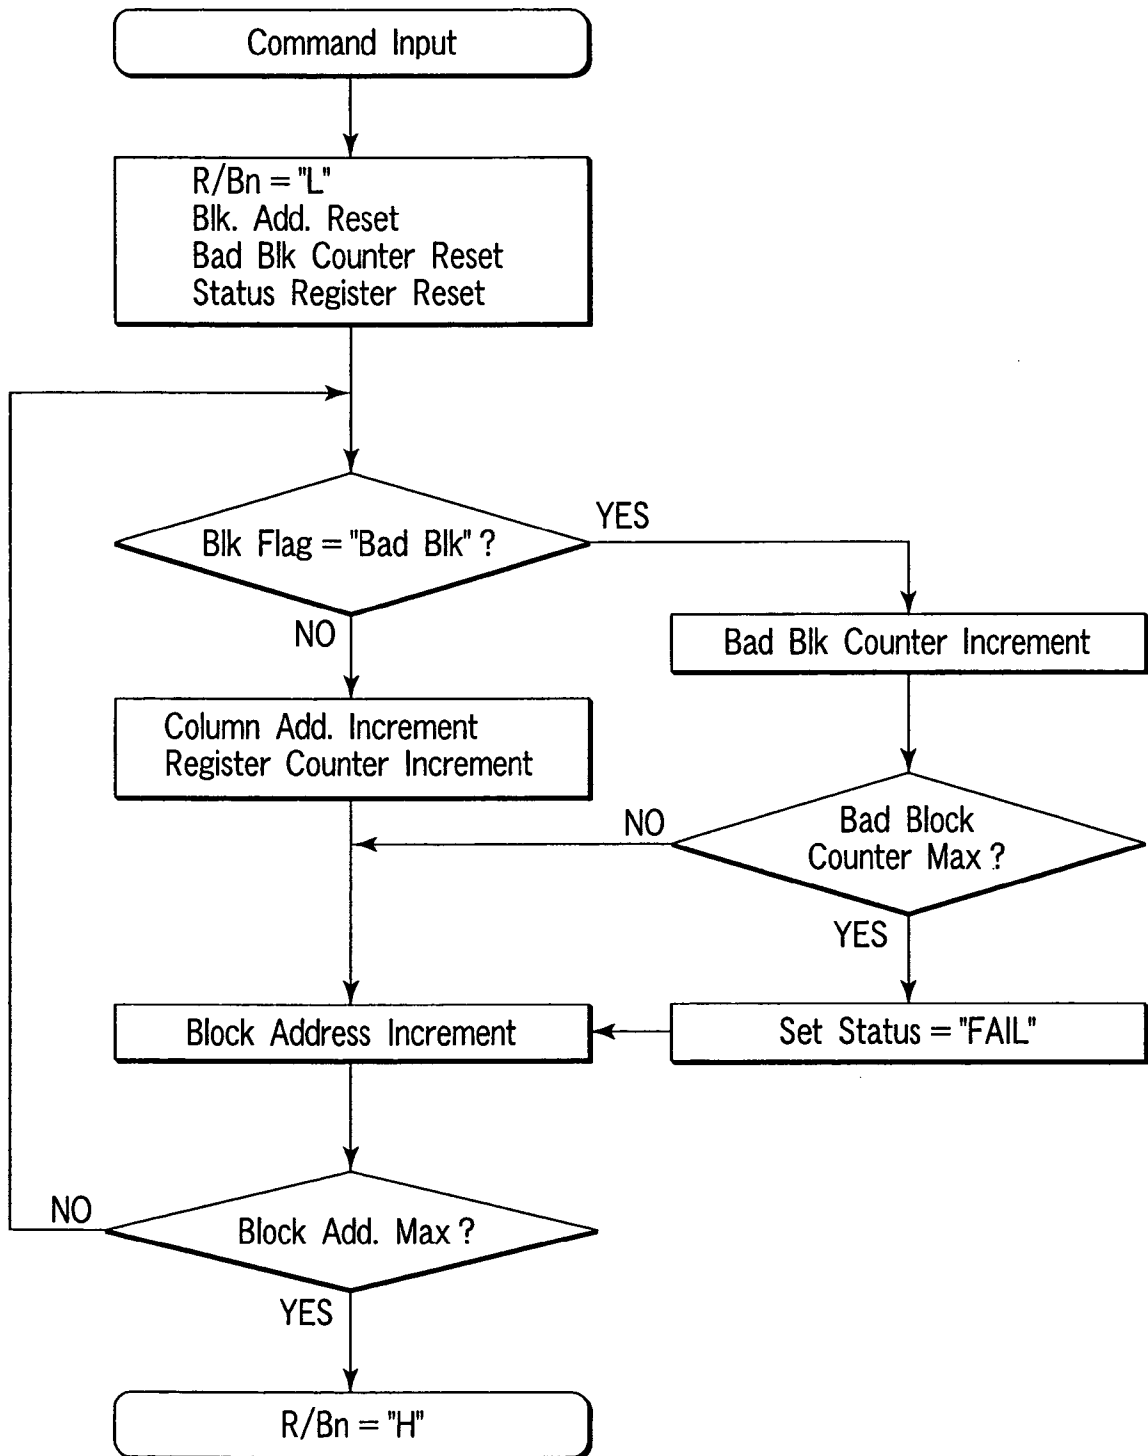 Command Input
R/Bn = "L"
Blk. Add. Reset
Bad Blk Counter Reset
Status Register Reset
Blk Flag = "Bad Blk" ?
YES
NO
Bad Blk Counter Increment
Column Add. Increment
Register Counter Increment
NO
Bad Block
Counter Max ?
YES
Block Address Increment
Set Status = "FAIL"
NO
Block Add. Max ?
YES
R/Bn = "H"